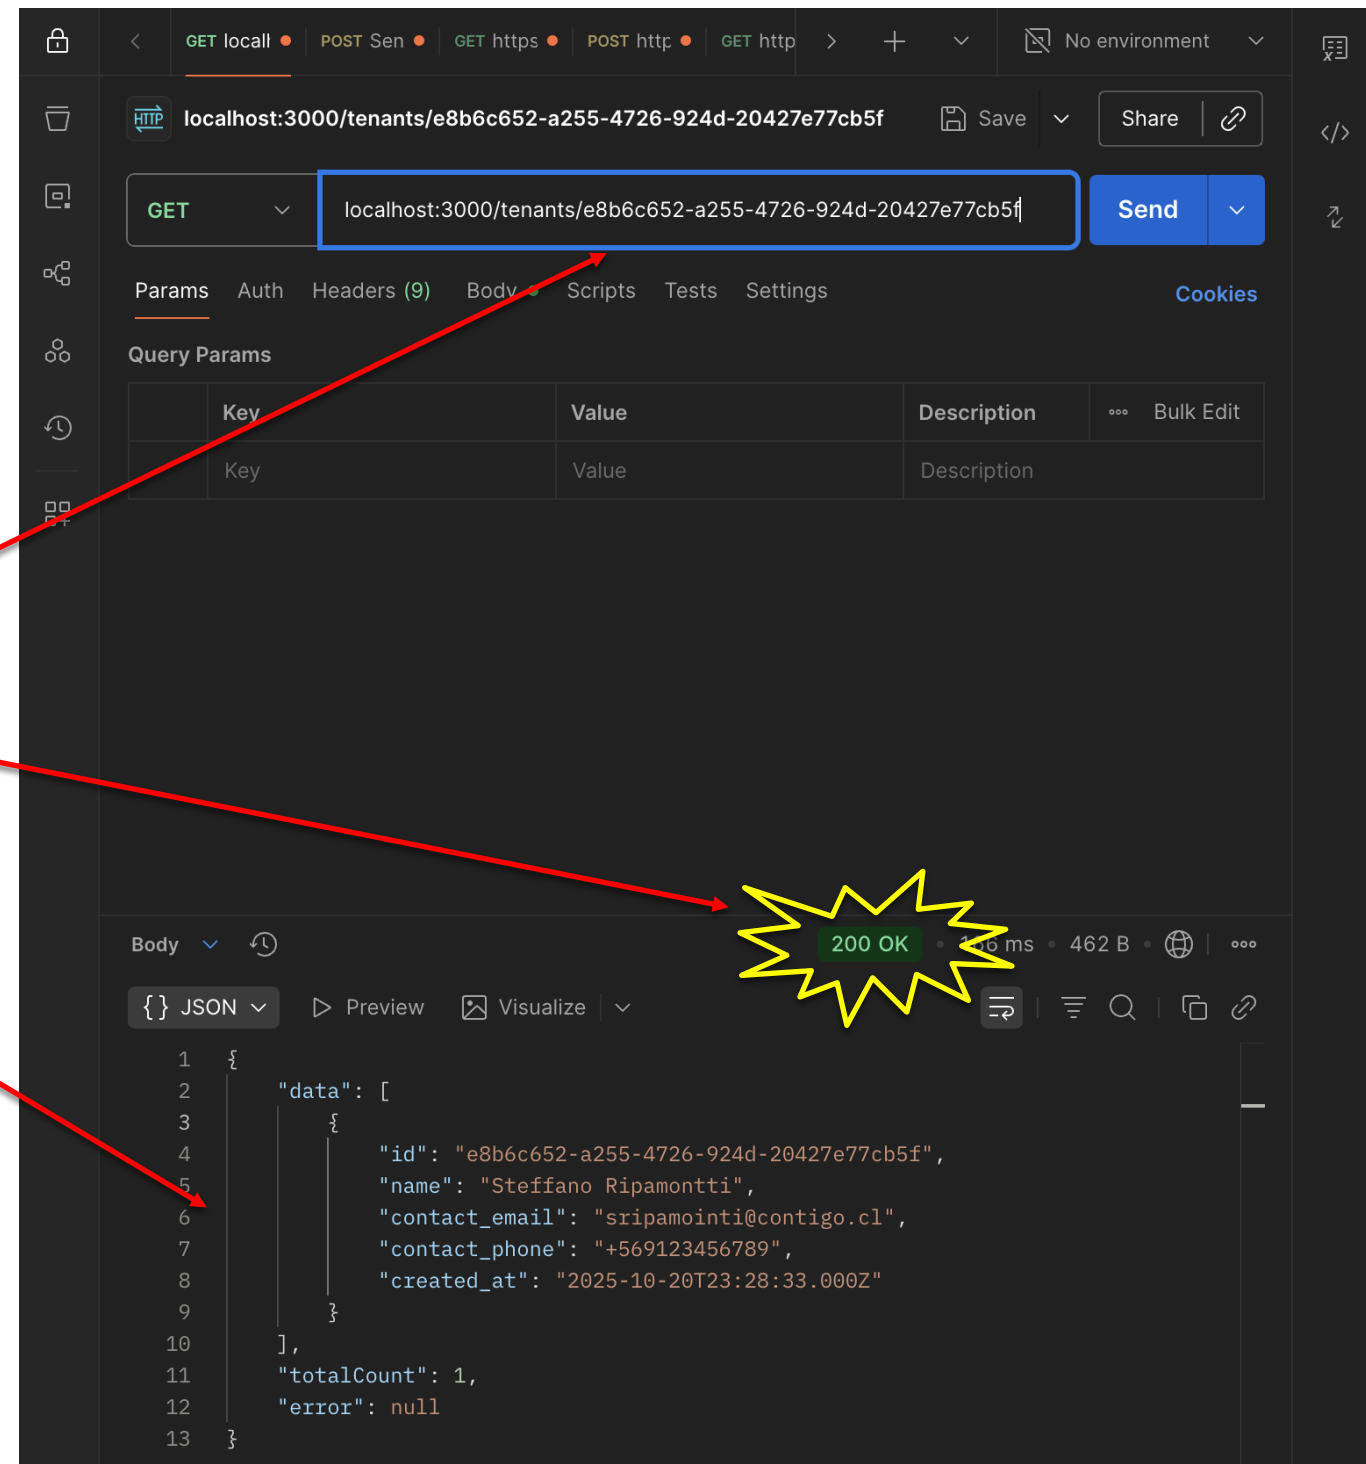 GET locall POST Sen GET https POST http GET http No environment
HTTP localhost:3000/tenants/e8b6c652-a255-4726-924d-20427e77cb5f Save Share
GET localhost:3000/tenants/e8b6c652-a255-4726-924d-20427e77cb5f Send
Params Auth Headers (9) Body Scripts Tests Settings Cookies
Query Params
Key Value Description Bulk Edit
Key Value Description
Body 200 OK ms 462 B
{} JSON Preview Visualize
1 {
2 "data": [
3 {
4 "id": "e8b6c652-a255-4726-924d-20427e77cb5f",
5 "name": "Steffano Ripamontti",
6 "contact_email": "sripamointi@contigo.cl",
7 "contact_phone": "+569123456789",
8 "created_at": "2025-10-20T23:28:33.000Z"
9 }
10 ],
11 "totalCount": 1,
12 "error": null
13 }